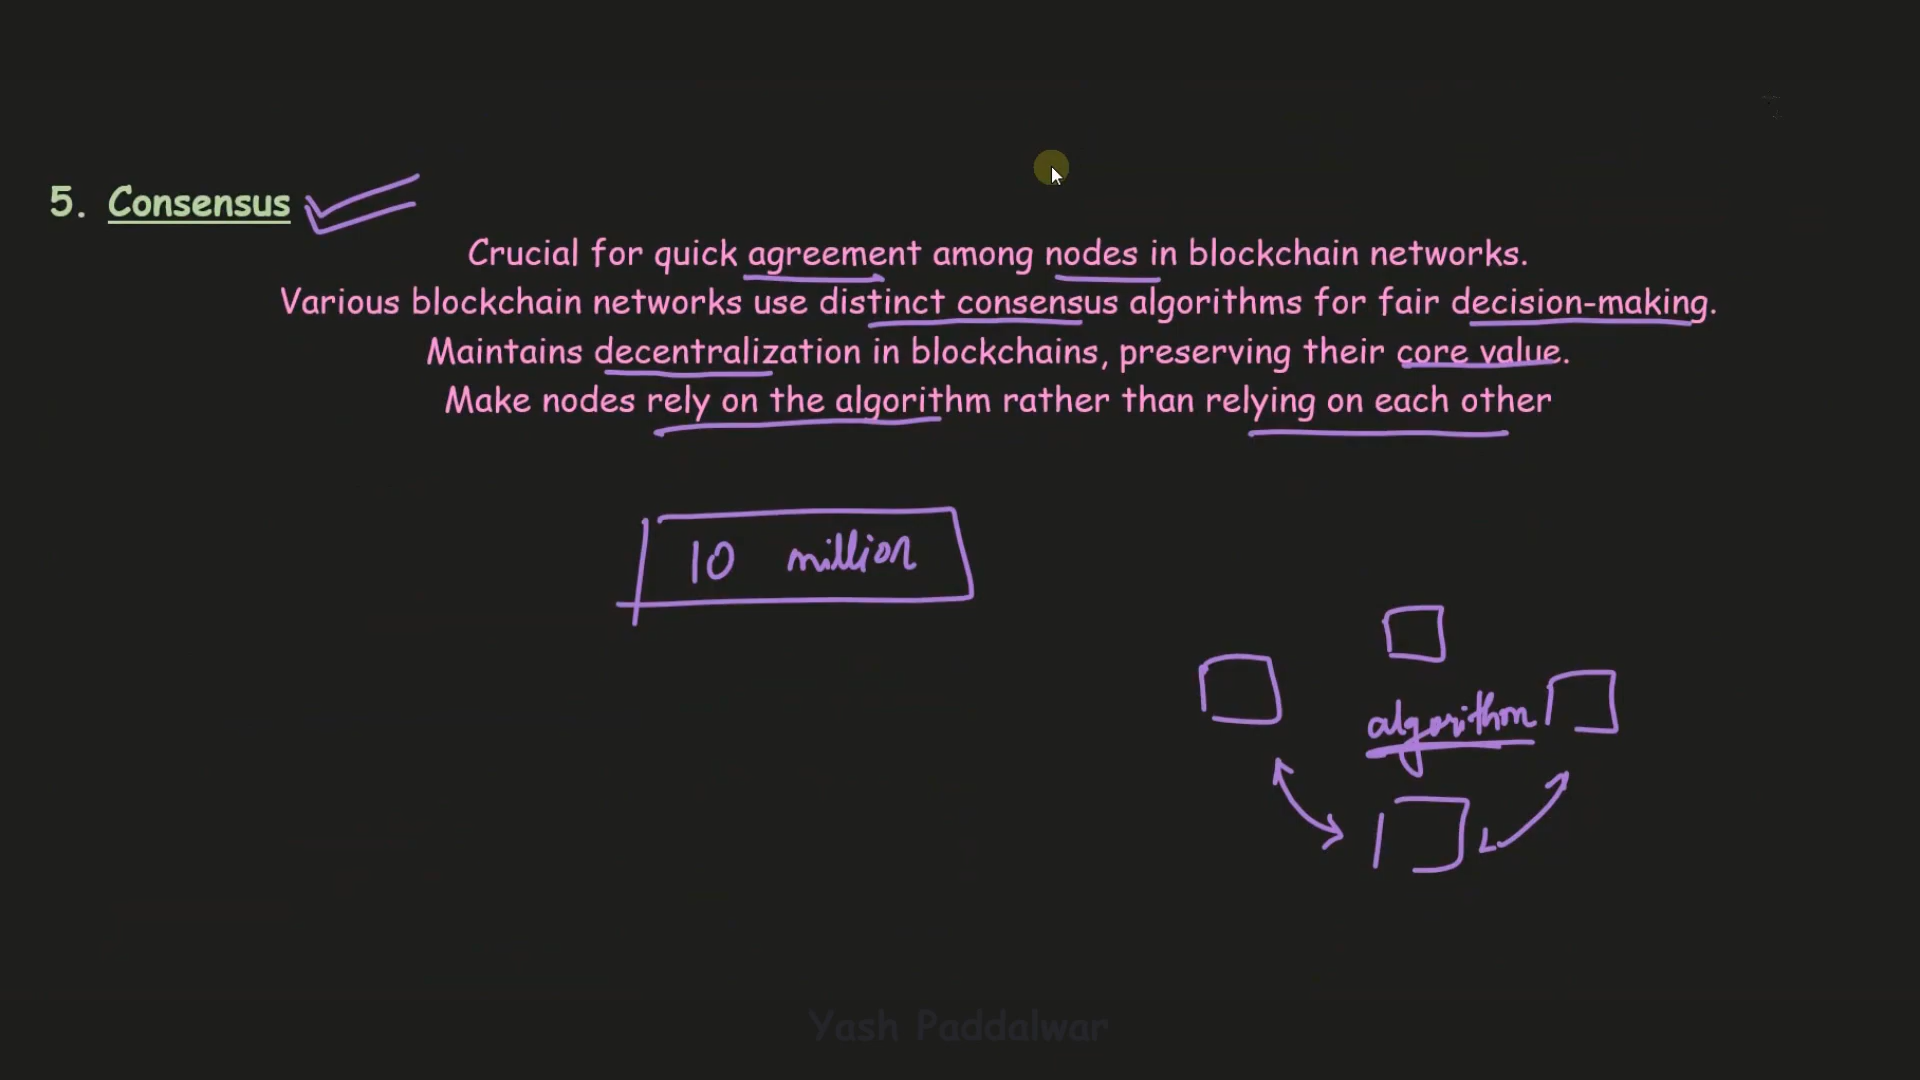 5. Consensus
Crucial for quick agreement among nodes in blockchain networks.
Various blockchain networks use distinct consensus algorithms for fair decision-making.
Maintains decentralization in blockchains, preserving their core value.
Make nodes rely on the algorithm rather than relying on each other
10 million
algorithm
Yash Paddalwar